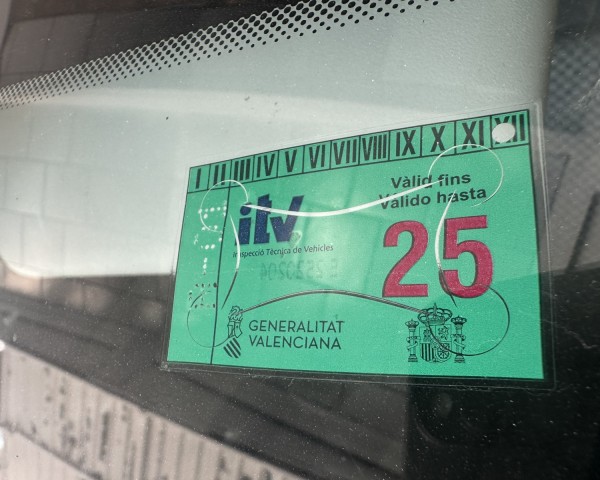 I II III IV V VI VII VIII IX X XI XII
Vàlid fins
Válido hasta
itv
Inspecció Tècnica de Vehicles
25
GENERALITAT
VALENCIANA